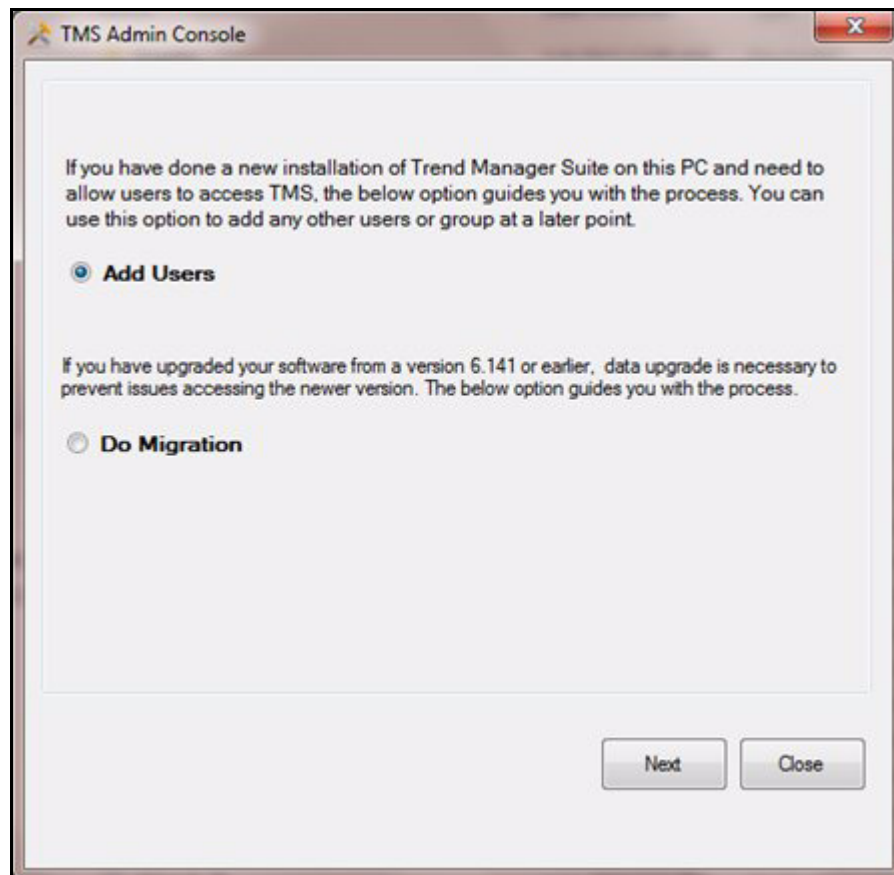 TMS Admin Console
If you have done a new installation of Trend Manager Suite on this PC and need to
allow users to access TMS, the below option guides you with the process. You can
use this option to add any other users or group at a later point.
Add Users
If you have upgraded your software from a version 6.141 or earlier, data upgrade is necessary to
prevent issues accessing the newer version. The below option guides you with the process.
Do Migration
Next
Close